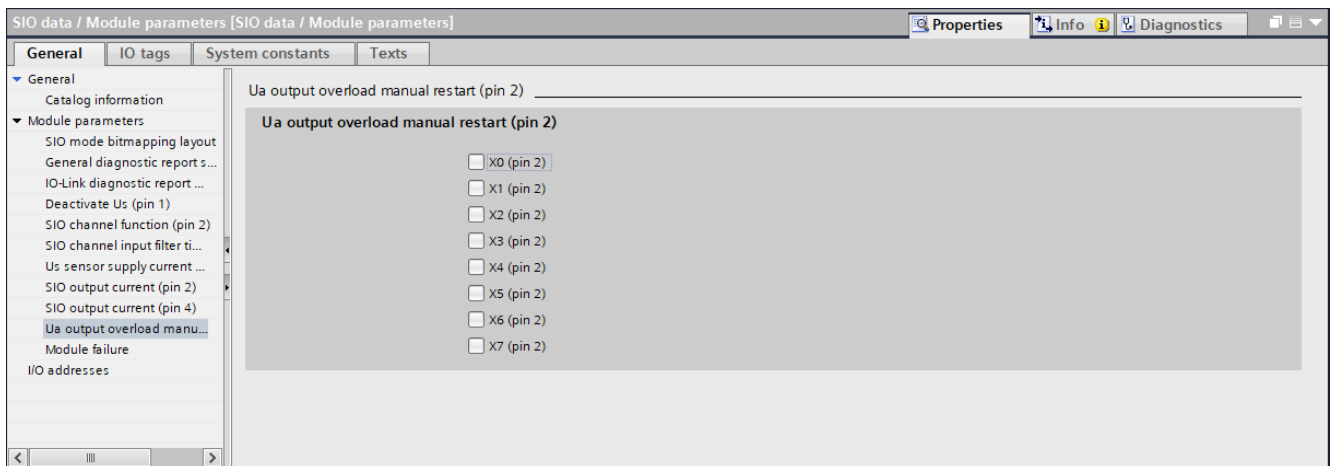 SIO data / Module parameters [SIO data / Module parameters]
Properties
Info
Diagnostics
General
IO tags
System constants
Texts
General
Catalog information
Module parameters
SIO mode bitmapping layout
General diagnostic report s...
IO-Link diagnostic report ...
Deactivate Us (pin 1)
SIO channel function (pin 2)
SIO channel input filter ti...
Us sensor supply current ...
SIO output current (pin 2)
SIO output current (pin 4)
Ua output overload manu...
Module failure
I/O addresses
Ua output overload manual restart (pin 2)
Ua output overload manual restart (pin 2)
X0 (pin 2)
X1 (pin 2)
X2 (pin 2)
X3 (pin 2)
X4 (pin 2)
X5 (pin 2)
X6 (pin 2)
X7 (pin 2)